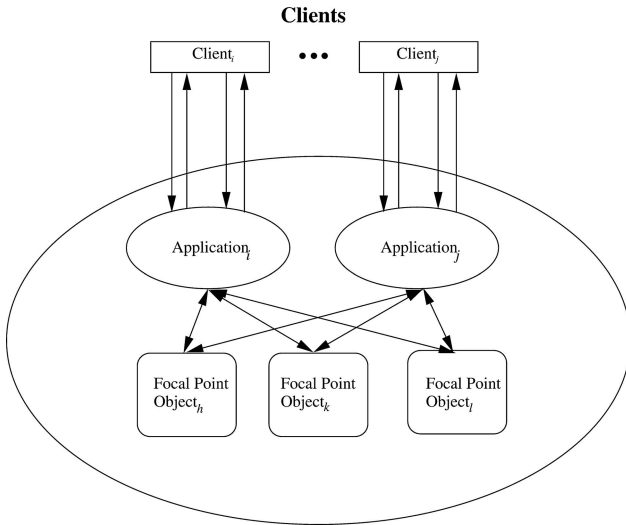 Clients
Client_i ••• Client_j
Application_i Application_j
Focal Point Focal Point Focal Point
Object_h Object_k Object_l